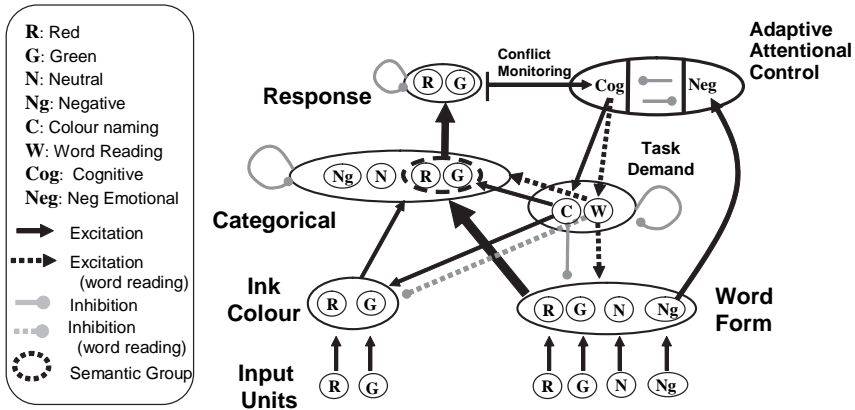 R: Red
G: Green
N: Neutral
Ng: Negative
C: Colour naming
W: Word Reading
Cog: Cognitive
Neg: Neg Emotional
Excitation
Excitation
(word reading)
Inhibition
Inhibition
(word reading)
Semantic Group
Adaptive
Attentional
Control
Conflict
Monitoring
Cog Neg
Response
R G
Task
Demand
Ng N R G
C W
Categorical
Ink
Colour
R G
R G N Ng
Word
Form
Input
Units
R G
R G N Ng